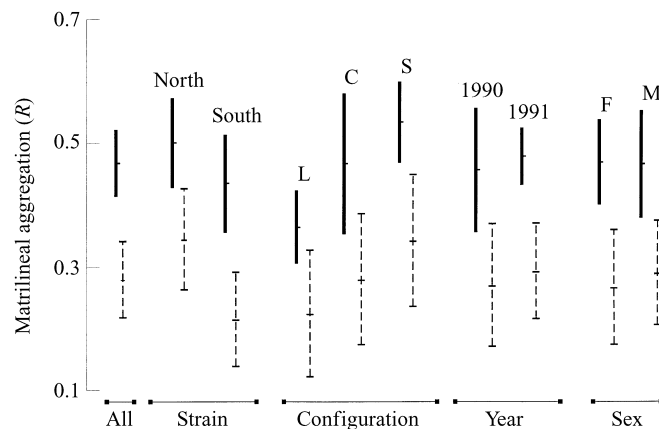 0.7
0.5
0.3
0.1
Matrilineal aggregation (R)
North
South
L
C
S
1990
1991
F
M
All
Strain
Configuration
Year
Sex